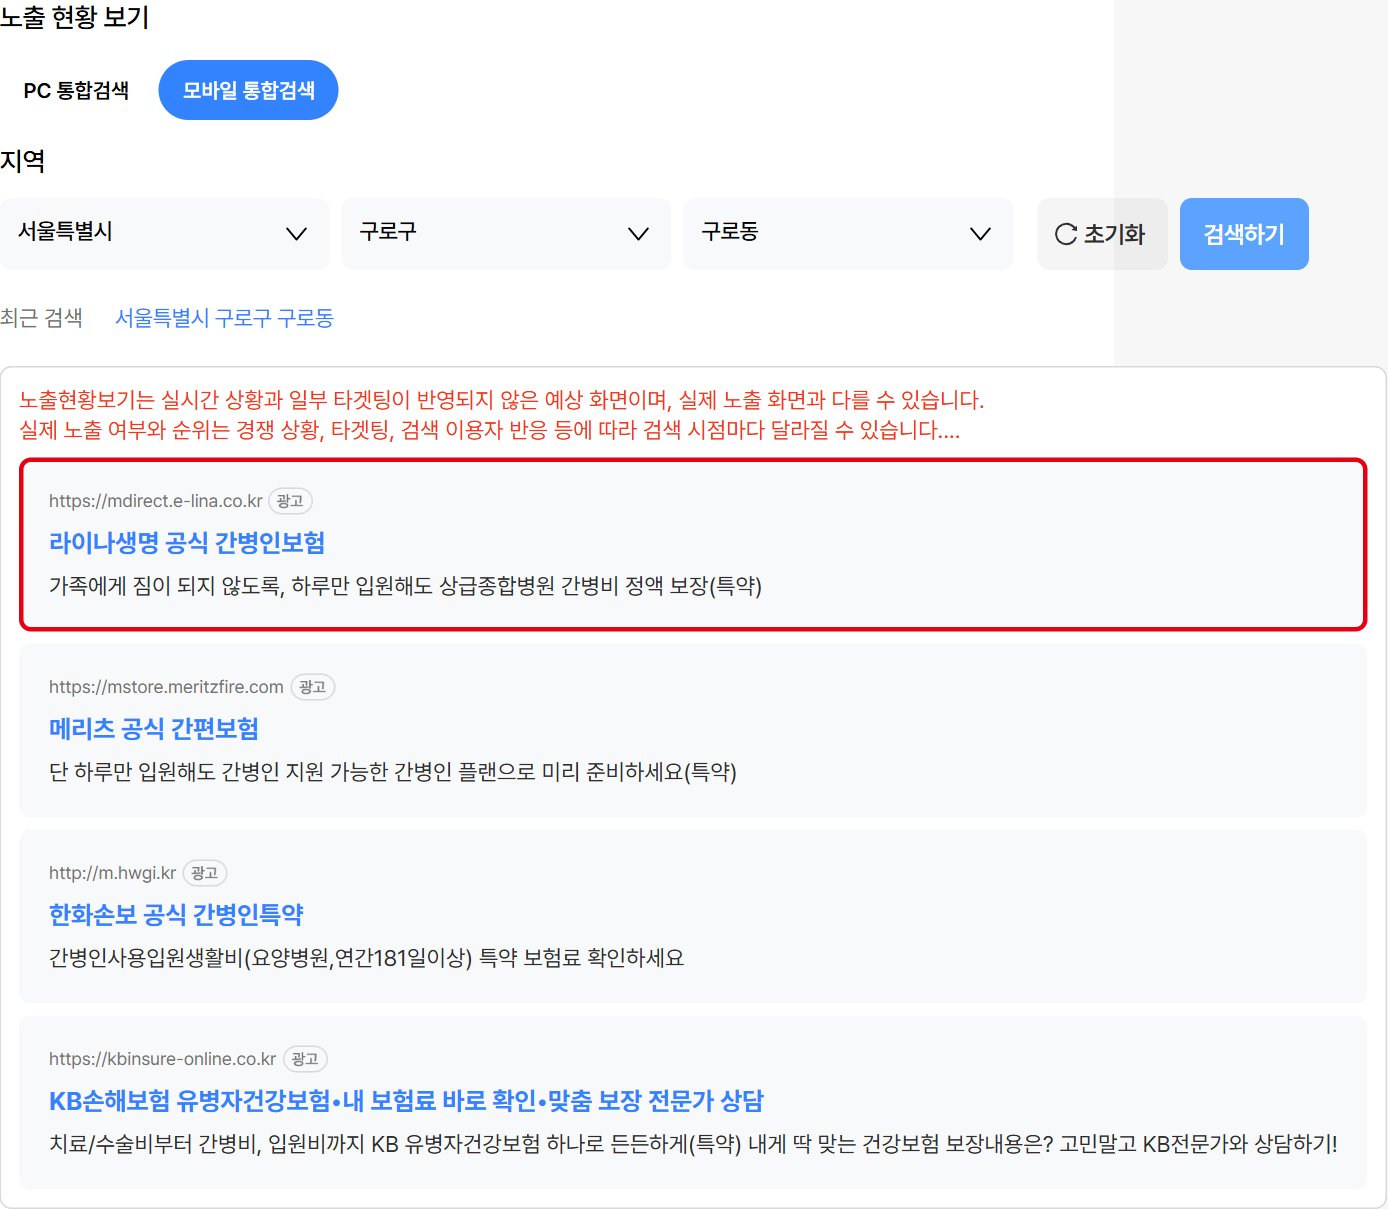 노출 현황 보기
PC 통합검색 모바일 통합검색
지역
서울특별시 구로구 구로동 초기화 검색하기
최근 검색 서울특별시 구로구 구로동
노출현황보기는 실시간 상황과 일부 타겟팅이 반영되지 않은 예상 화면이며, 실제 노출 화면과 다를 수 있습니다.
실제 노출 여부와 순위는 경쟁 상황, 타겟팅, 검색 이용자 반응 등에 따라 검색 시점마다 달라질 수 있습니다....
https://mdirect.e-lina.co.kr 광고
라이나생명 공식 간병인보험
가족에게 짐이 되지 않도록, 하루만 입원해도 상급종합병원 간병비 정액 보장(특약)
https://mstore.meritzfire.com 광고
메리츠 공식 간편보험
단 하루만 입원해도 간병인 지원 가능한 간병인 플랜으로 미리 준비하세요(특약)
http://m.hwgi.kr 광고
한화손보 공식 간병인특약
간병인사용입원생활비(요양병원,연간181일이상) 특약 보험료 확인하세요
https://kbinsure-online.co.kr 광고
KB손해보험 유병자건강보험•내 보험료 바로 확인•맞춤 보장 전문가 상담
치료/수술비부터 간병비, 입원비까지 KB 유병자건강보험 하나로 든든하게(특약) 내게 딱 맞는 건강보험 보장내용은? 고민말고 KB전문가와 상담하기!